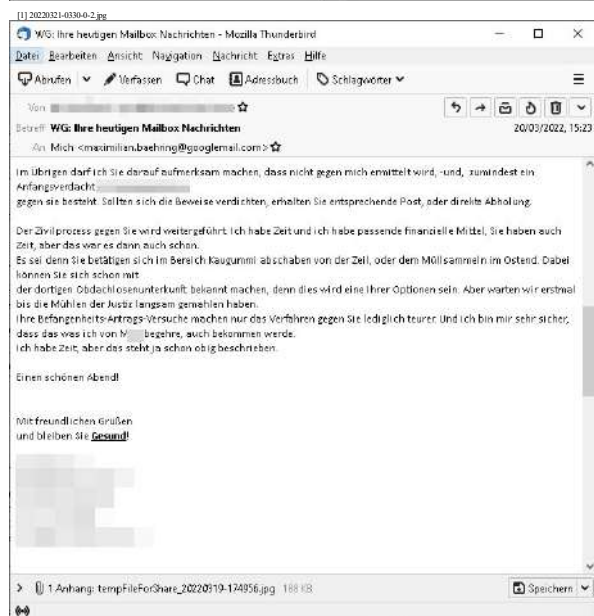 [1] 20220321-0330-0-2.jpg
WG: Ihre heutigen Mailbox Nachrichten - Mozilla Thunderbird
Datei Bearbeiten Ansicht Navigation Nachricht Extras Hilfe
Abrufen Verfassen Chat Adressbuch Schlagwörter
Von
Betreff WG: Ihre heutigen Mailbox Nachrichten 20/03/2022, 15:23
An Mich <maximilian.baehring@googlemail.com>
Im Übrigen darf ich Sie darauf aufmerksam machen, dass nicht gegen mich ermittelt wird, -und, zumindest ein
Anfangsverdacht
gegen sie besteht. Sollten sich die Beweise verdichten, erhalten Sie entsprechende Post, oder direkte Abholung.
Der Zivilprozess gegen Sie wird weitergeführt. Ich habe Zeit und ich habe passende finanzielle Mittel, Sie haben auch
Zeit, aber das war es dann auch schon.
Es sei denn Sie betätigen sich im Bereich Kaugummi abschaben von der Zeil, oder dem Müllsammeln im Ostend. Dabei
können Sie sich schon mit
der dortigen Obdachlosenunterkunft bekannt machen, denn dies wird eine Ihrer Optionen sein. Aber warten wir erstmal
bis die Mühlen der Justiz langsam gemahlen haben.
Ihre Befangenheits-Antrags-Versuche machen nur das Verfahren gegen Sie lediglich teurer. Und ich bin mir sehr sicher,
dass das was ich von M begehre, auch bekommen werde.
Ich habe Zeit, aber das steht ja schon obig beschrieben.
Einen schönen Abend!
Mit freundlichen Grüßen
und bleiben Sie Gesund!
1 Anhang: tempFileForShare_20220319-174956.jpg 188 KB
Speichern